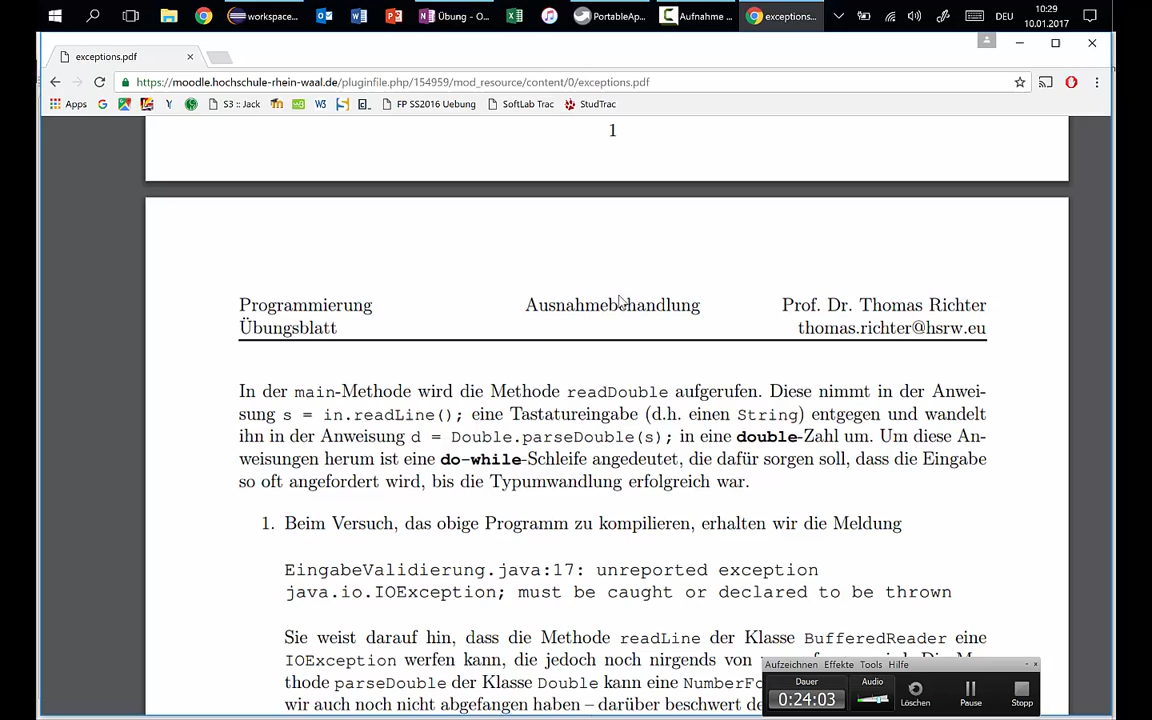 workspace...
Übung - O...
PortableAp...
Aufnahme ...
exceptions...
DEU
10:29
10.01.2017
exceptions.pdf
https://moodle.hochschule-rhein-waal.de/pluginfile.php/154959/mod_resource/content/0/exceptions.pdf
Apps
S3 :: Jack
FP SS2016 Uebung
SoftLab Trac
StudTrac
1
Programmierung Ausnahmebehandlung Prof. Dr. Thomas Richter
Übungsblatt thomas.richter@hsrw.eu
In der main-Methode wird die Methode readDouble aufgerufen. Diese nimmt in der Anwei-
sung s = in.readLine(); eine Tastatureingabe (d.h. einen String) entgegen und wandelt
ihn in der Anweisung d = Double.parseDouble(s); in eine double-Zahl um. Um diese An-
weisungen herum ist eine do-while-Schleife angedeutet, die dafür sorgen soll, dass die Eingabe
so oft angefordert wird, bis die Typumwandlung erfolgreich war.
1. Beim Versuch, das obige Programm zu kompilieren, erhalten wir die Meldung
EingabeValidierung.java:17: unreported exception
java.io.IOException; must be caught or declared to be thrown
Sie weist darauf hin, dass die Methode readLine der Klasse BufferedReader eine
IOException werfen kann, die jedoch noch nirgends von
thode parseDouble der Klasse Double kann eine NumberFo
wir auch noch nicht abgefangen haben – darüber beschwert de
Aufzeichnen Effekte Tools Hilfe
Dauer
0:24:03
Audio
Löschen
Pause
Stopp